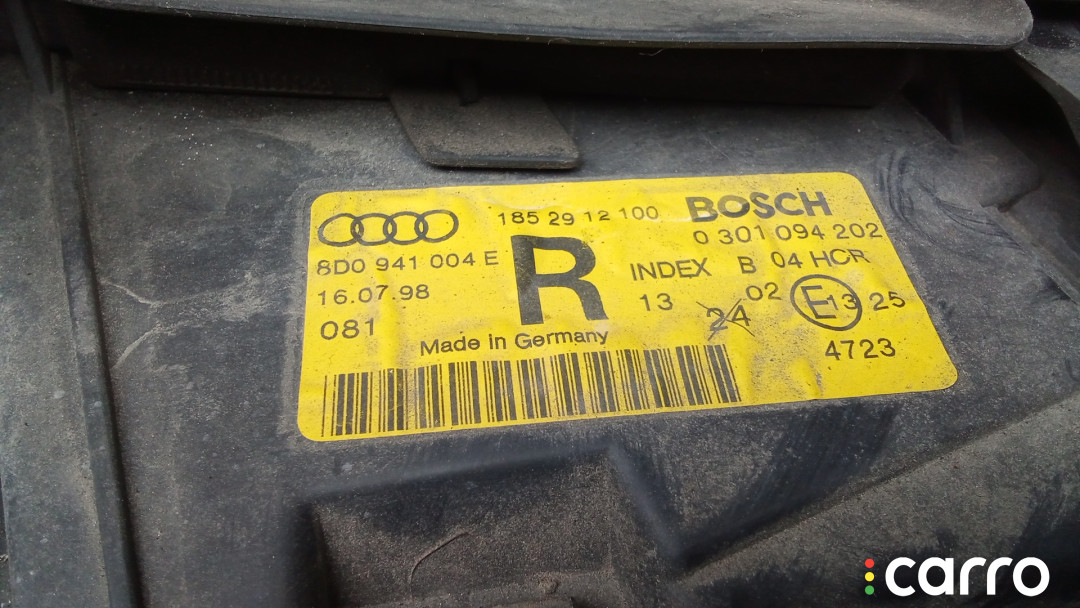 185 29 12 100 BOSCH
0 301 094 202
8D0 941 004 E R INDEX B 04 HCR
16.07.98 13 24 02 E13 25
081 Made in Germany 4723
carro